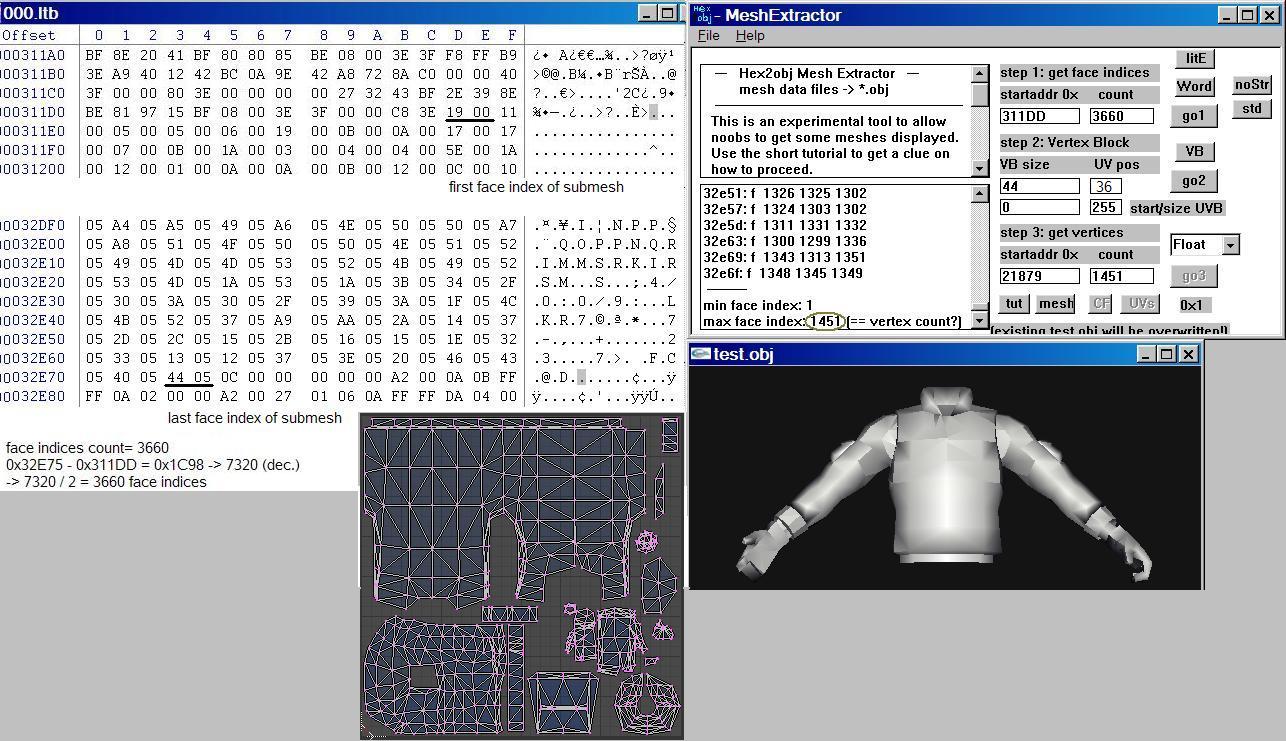 000.ltb
Offset 0 1 2 3 4 5 6 7 8 9 A B C D E F
000311A0 BF 8E 20 41 BF 80 80 85 BE 08 00 3E 3F F8 FF B9
000311B0 3E A9 40 12 42 BC 0A 9E 42 A8 72 8A C0 00 00 40
000311C0 3F 00 00 80 3E 00 00 00 00 27 32 43 BF 2E 39 8E
000311D0 BE 81 97 15 BF 08 00 3E 3F 00 00 C8 3E 19 00 11
000311E0 00 05 00 05 00 06 00 19 00 0B 00 0A 00 17 00 17
000311F0 00 07 00 0B 00 1A 00 03 00 04 00 04 00 5E 00 1A
00031200 00 12 00 01 00 0A 00 0A 00 0B 00 12 00 0C 00 10
first face index of submesh
00032DF0 05 A4 05 A5 05 49 05 A6 05 4E 05 50 05 50 05 A7 .¤.¥.I.¦.N.P.P.§
00032E00 05 A8 05 51 05 4F 05 50 05 50 05 4E 05 51 05 52 .¨.Q.O.P.P.N.Q.R
00032E10 05 49 05 4D 05 4D 05 53 05 52 05 4B 05 49 05 52 .I.M.M.S.R.K.I.R
00032E20 05 53 05 4D 05 1A 05 53 05 1A 05 3B 05 34 05 2F .S.M...S...;.4./
00032E30 05 30 05 3A 05 30 05 2F 05 39 05 3A 05 1F 05 4C .0.:.0./.9.:...L
00032E40 05 4B 05 52 05 37 05 A9 05 AA 05 2A 05 14 05 37 .K.R.7.©.ª.*...7
00032E50 05 2D 05 2C 05 15 05 2B 05 16 05 15 05 1E 05 32 .-.,...+.......2
00032E60 05 33 05 13 05 12 05 37 05 3E 05 20 05 46 05 43 .3.....7.>. .F.C
00032E70 05 40 05 44 05 0C 00 00 00 00 00 A2 00 0A 0B FF .@.D.......¢...ÿ
00032E80 FF 0A 02 00 00 A2 00 27 01 06 0A FF FF DA 04 00 ÿ....¢.'...ÿÿÚ..
last face index of submesh
face indices count= 3660
0x32E75 - 0x311DD = 0x1C98 -> 7320 (dec.)
-> 7320 / 2 = 3660 face indices
Hex obj - MeshExtractor
File Help
— Hex2obj Mesh Extractor —
mesh data files -> *.obj
This is an experimental tool to allow
noobs to get some meshes displayed.
Use the short tutorial to get a clue on
how to proceed.
32e51: f 1326 1325 1302
32e57: f 1324 1303 1302
32e5d: f 1311 1331 1332
32e63: f 1300 1299 1336
32e69: f 1343 1313 1351
32e6f: f 1348 1345 1349
min face index: 1
max face index: 1451 (== vertex count?)
step 1: get face indices
startaddr 0x count
311DD 3660
step 2: Vertex Block
VB size UV pos
44 36
0 255 start/size UVB
step 3: get vertices
startaddr 0x count
21879 1451
tut mesh CF UVs 0x1
(existing test.obj will be overwritten!)
litE
Word noStr
go1 std
VB
go2
Float
go3
test.obj